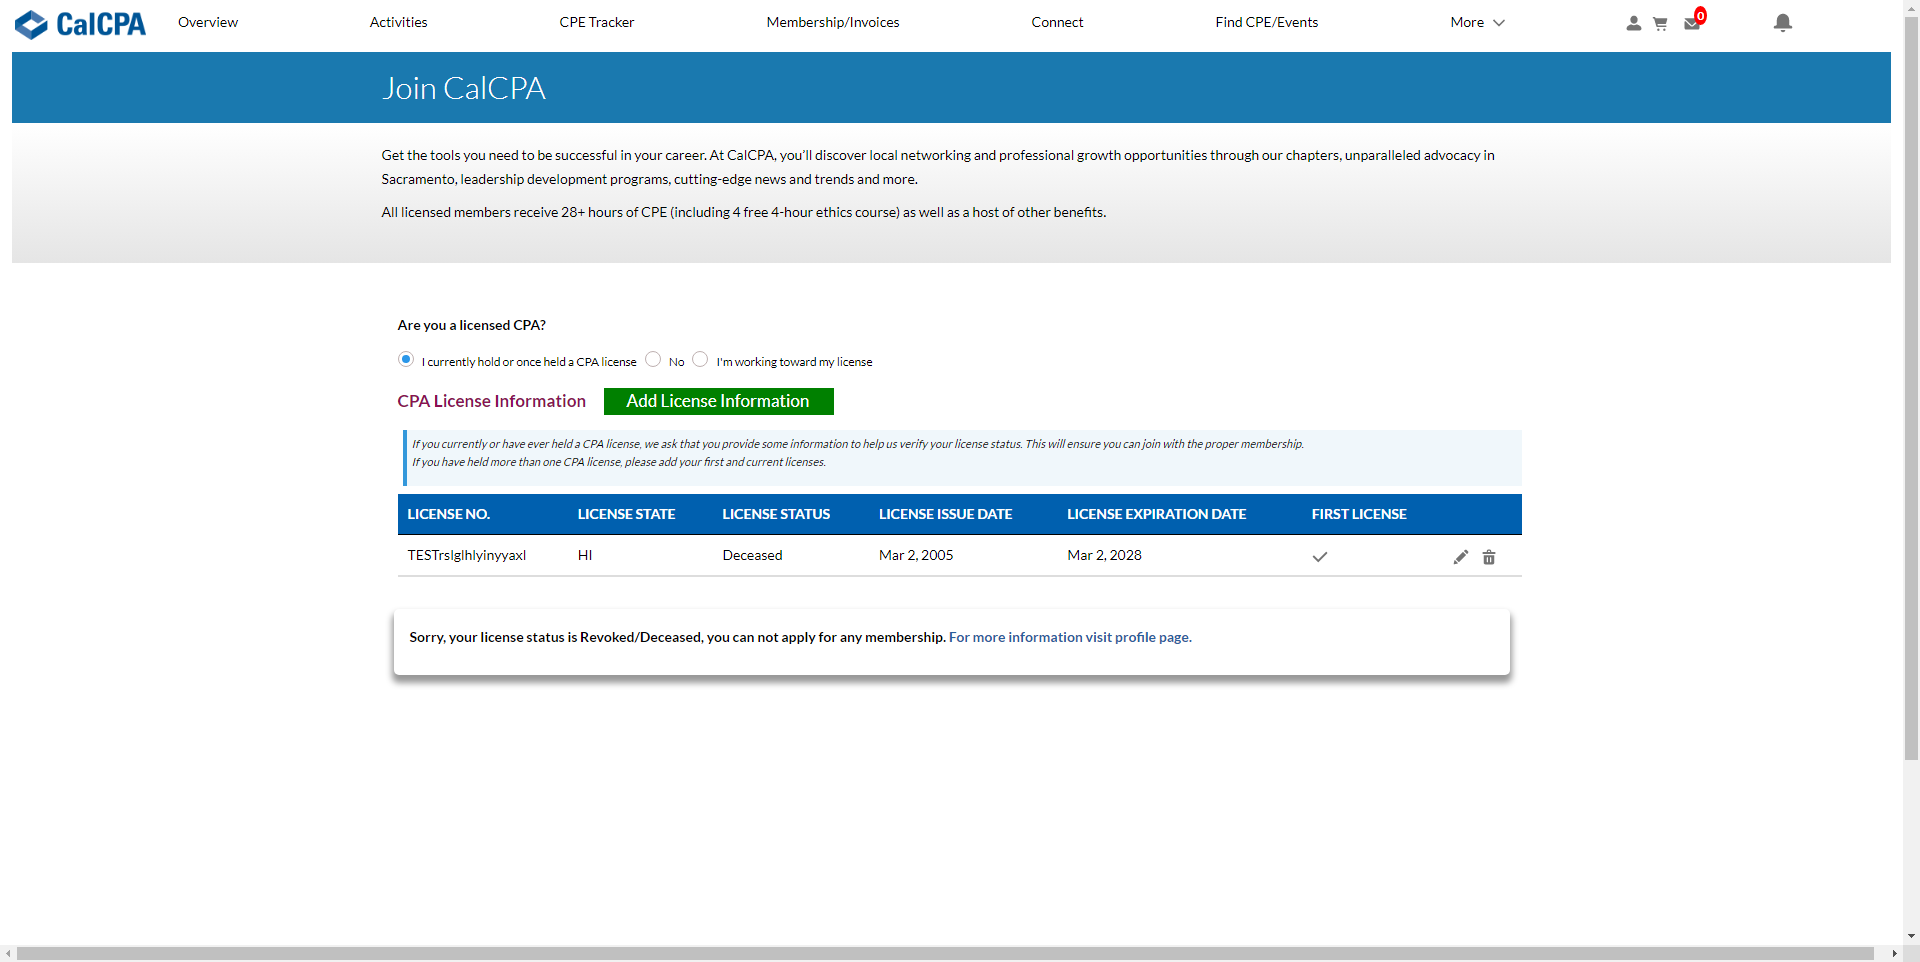 CalCPA
Overview
Activities
CPE Tracker
Membership/Invoices
Connect
Find CPE/Events
More
0
Join CalCPA
Get the tools you need to be successful in your career. At CalCPA, you’ll discover local networking and professional growth opportunities through our chapters, unparalleled advocacy in
Sacramento, leadership development programs, cutting-edge news and trends and more.
All licensed members receive 28+ hours of CPE (including 4 free 4-hour ethics course) as well as a host of other benefits.
Are you a licensed CPA?
I currently hold or once held a CPA license No I'm working toward my license
CPA License Information Add License Information
If you currently or have ever held a CPA license, we ask that you provide some information to help us verify your license status. This will ensure you can join with the proper membership.
If you have held more than one CPA license, please add your first and current licenses.
LICENSE NO. LICENSE STATE LICENSE STATUS LICENSE ISSUE DATE LICENSE EXPIRATION DATE FIRST LICENSE
TESTrslglhlyinyyaxl HI Deceased Mar 2, 2005 Mar 2, 2028
Sorry, your license status is Revoked/Deceased, you can not apply for any membership. For more information visit profile page.